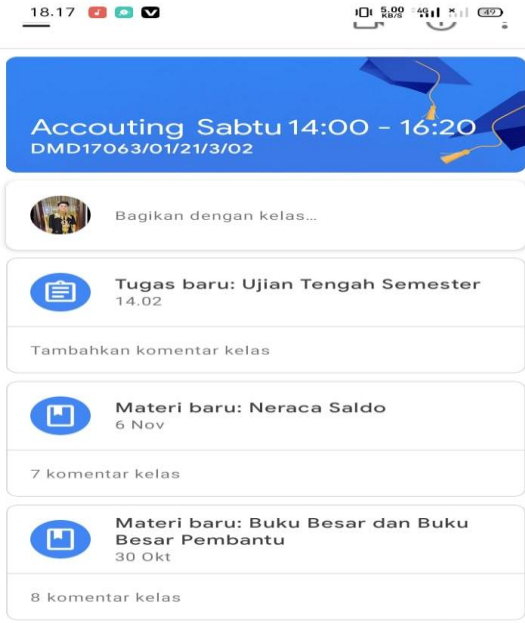 18.17
5.00 KB/S
4G
49
Accouting Sabtu 14:00 - 16:20
DMD17063/01/21/3/02
Bagikan dengan kelas...
Tugas baru: Ujian Tengah Semester
14.02
Tambahkan komentar kelas
Materi baru: Neraca Saldo
6 Nov
7 komentar kelas
Materi baru: Buku Besar dan Buku
Besar Pembantu
30 Okt
8 komentar kelas